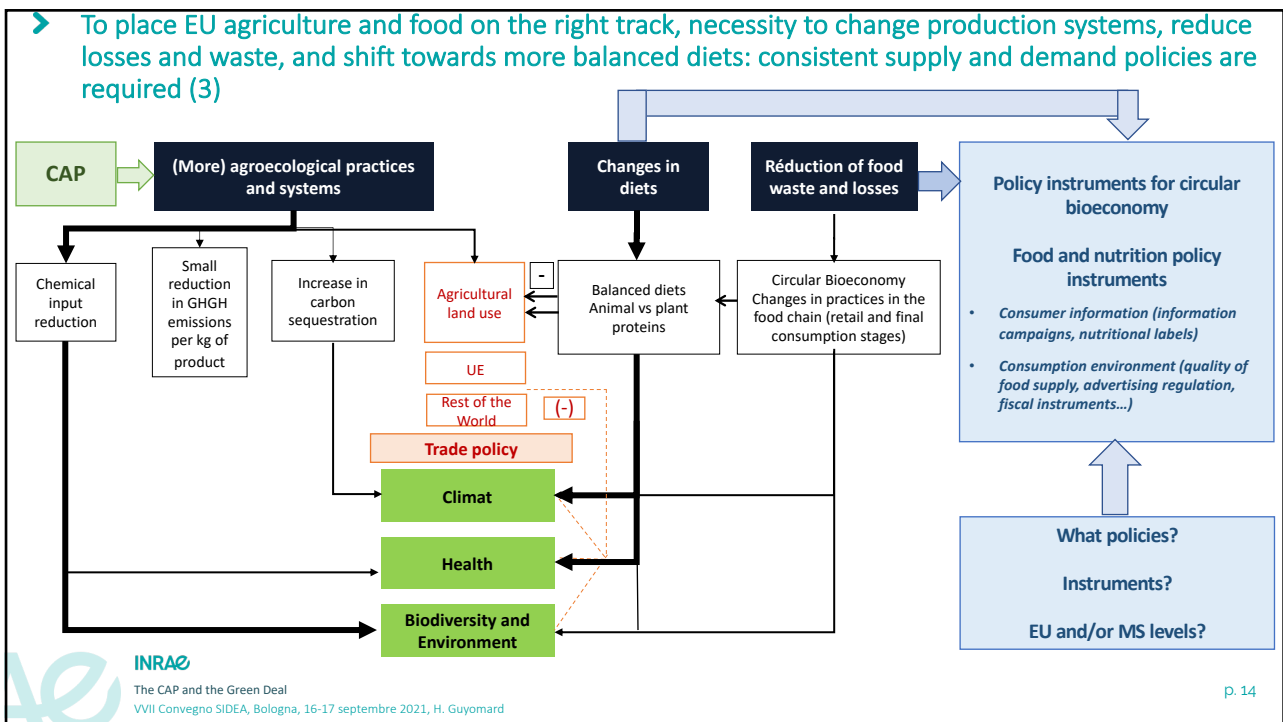 To place EU agriculture and food on the right track, necessity to change production systems, reduce
losses and waste, and shift towards more balanced diets: consistent supply and demand policies are
required (3)
CAP
(More) agroecological practices
and systems
Changes in
diets
Réduction of food
waste and losses
Policy instruments for circular
bioeconomy
Food and nutrition policy
instruments
• Consumer information (information
campaigns, nutritional labels)
• Consumption environment (quality of
food supply, advertising regulation,
fiscal instruments…)
Chemical
input
reduction
Small
reduction
in GHGH
emissions
per kg of
product
Increase in
carbon
sequestration
Agricultural
land use
-
Balanced diets
Animal vs plant
proteins
Circular Bioeconomy
Changes in practices in the
food chain (retail and final
consumption stages)
UE
Rest of the
World
(-)
Trade policy
Climat
Health
Biodiversity and
Environment
What policies?
Instruments?
EU and/or MS levels?
INRAE
The CAP and the Green Deal
VVII Convegno SIDEA, Bologna, 16-17 septembre 2021, H. Guyomard
p. 14